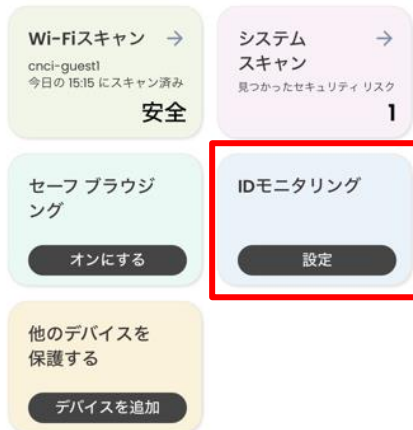 Wi-Fiスキャン →
cnci-guest1
今日の 15:15 にスキャン済み
安全
システム →
スキャン
見つかったセキュリティ リスク
1
セーフ ブラウジ
ング
オンにする
IDモニタリング
設定
他のデバイスを
保護する
デバイスを追加